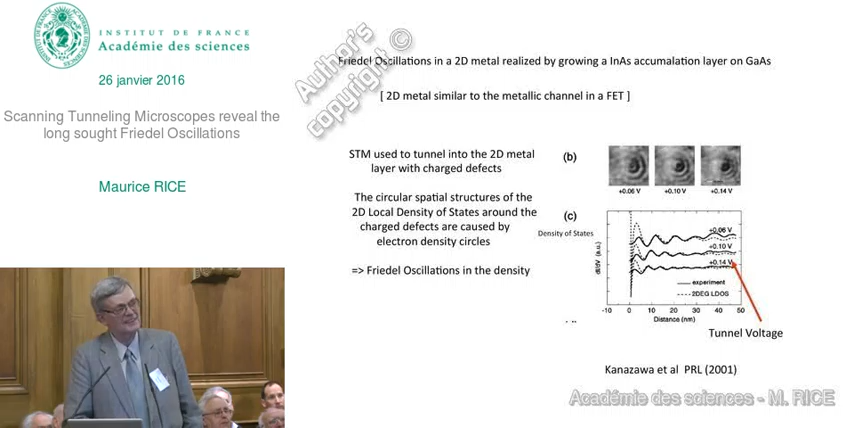 INSTITUT DE FRANCE
Académie des sciences
26 janvier 2016
Scanning Tunneling Microscopes reveal the
long sought Friedel Oscillations
Maurice RICE
Author's
copyright ©
Friedel Oscillations in a 2D metal realized by growing a InAs accumalation layer on GaAs
[ 2D metal similar to the metallic channel in a FET ]
STM used to tunnel into the 2D metal
layer with charged defects
The circular spatial structures of the
2D Local Density of States around the
charged defects are caused by
electron density circles
=> Friedel Oscillations in the density
(b)
+0.06 V +0.10 V +0.14 V
(c)
Density of States
dI/dV (a.u.)
+0.06 V
+0.10 V
+0.14 V
experiment
2DEG LDOS
-10 0 10 20 30 40 50
Distance (nm)
Tunnel Voltage
Kanazawa et al PRL (2001)
Académie des sciences - M. RICE